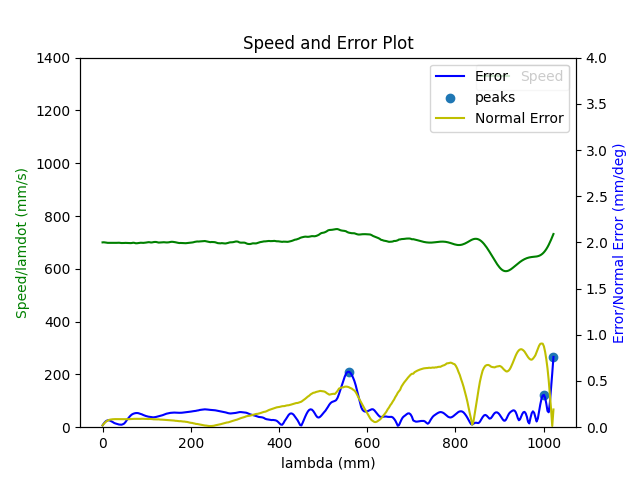 Speed and Error Plot
1400
1200
1000
800
600
400
200
0
Speed/lamdot (mm/s)
4.0
3.5
3.0
2.5
2.0
1.5
1.0
0.5
0.0
Error/Normal Error (mm/deg)
Error
Speed
peaks
Normal Error
0
200
400
600
800
1000
lambda (mm)